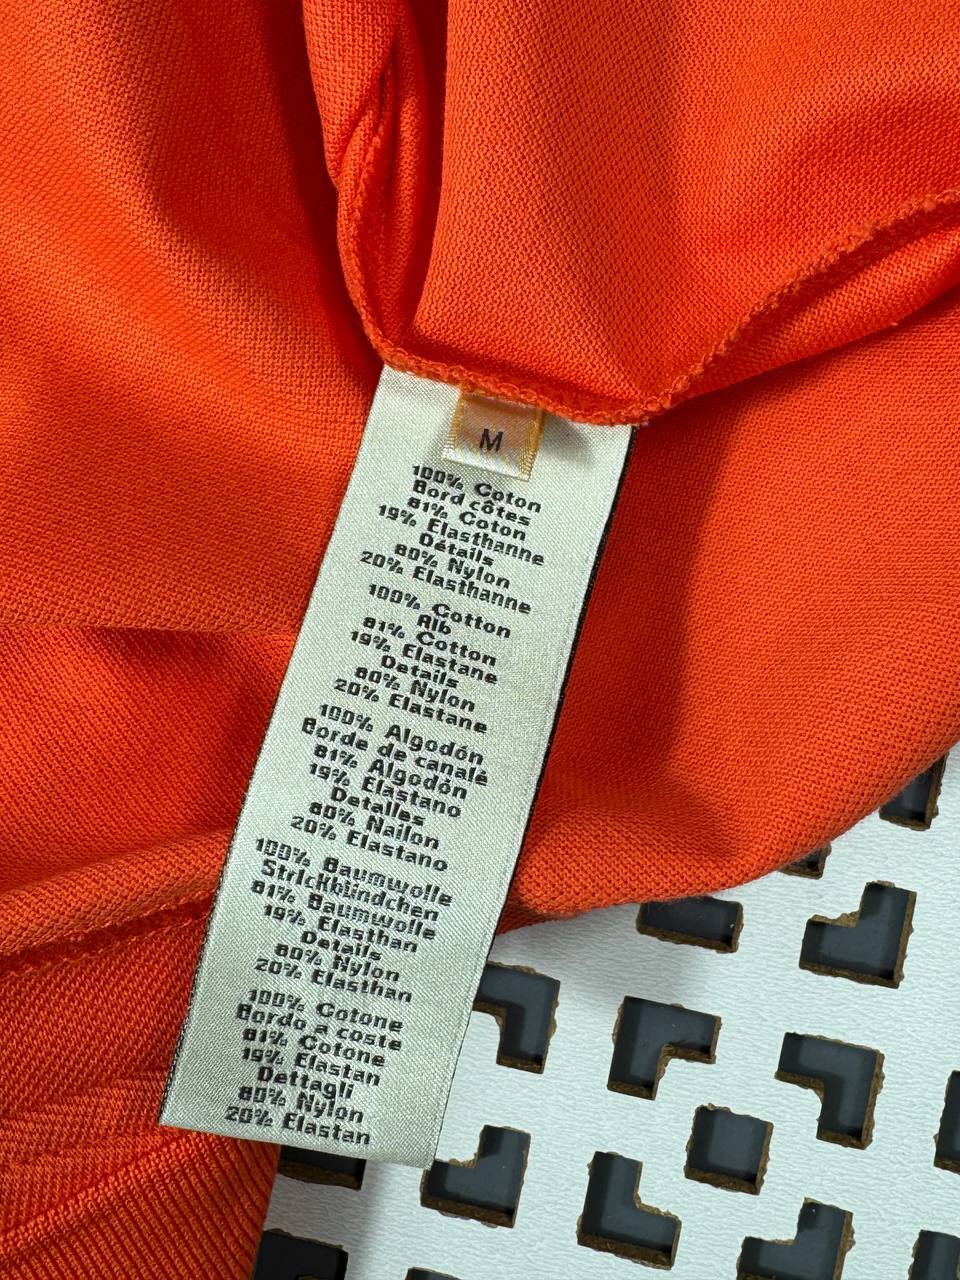 M
100% Coton
Bord côtes
81% Coton
19% Elasthanne
Détails
80% Nylon
20% Elasthanne
100% Cotton
Rib
81% Cotton
19% Elastane
Details
80% Nylon
20% Elastane
100% Algodón
Borde de canalé
81% Algodón
19% Elastano
Detalles
80% Nailon
20% Elastano
100% Baumwolle
Strickbündchen
81% Baumwolle
19% Elasthan
Details
80% Nylon
20% Elasthan
100% Cotone
Bordo a coste
81% Cotone
19% Elastan
Dettagli
80% Nylon
20% Elastan